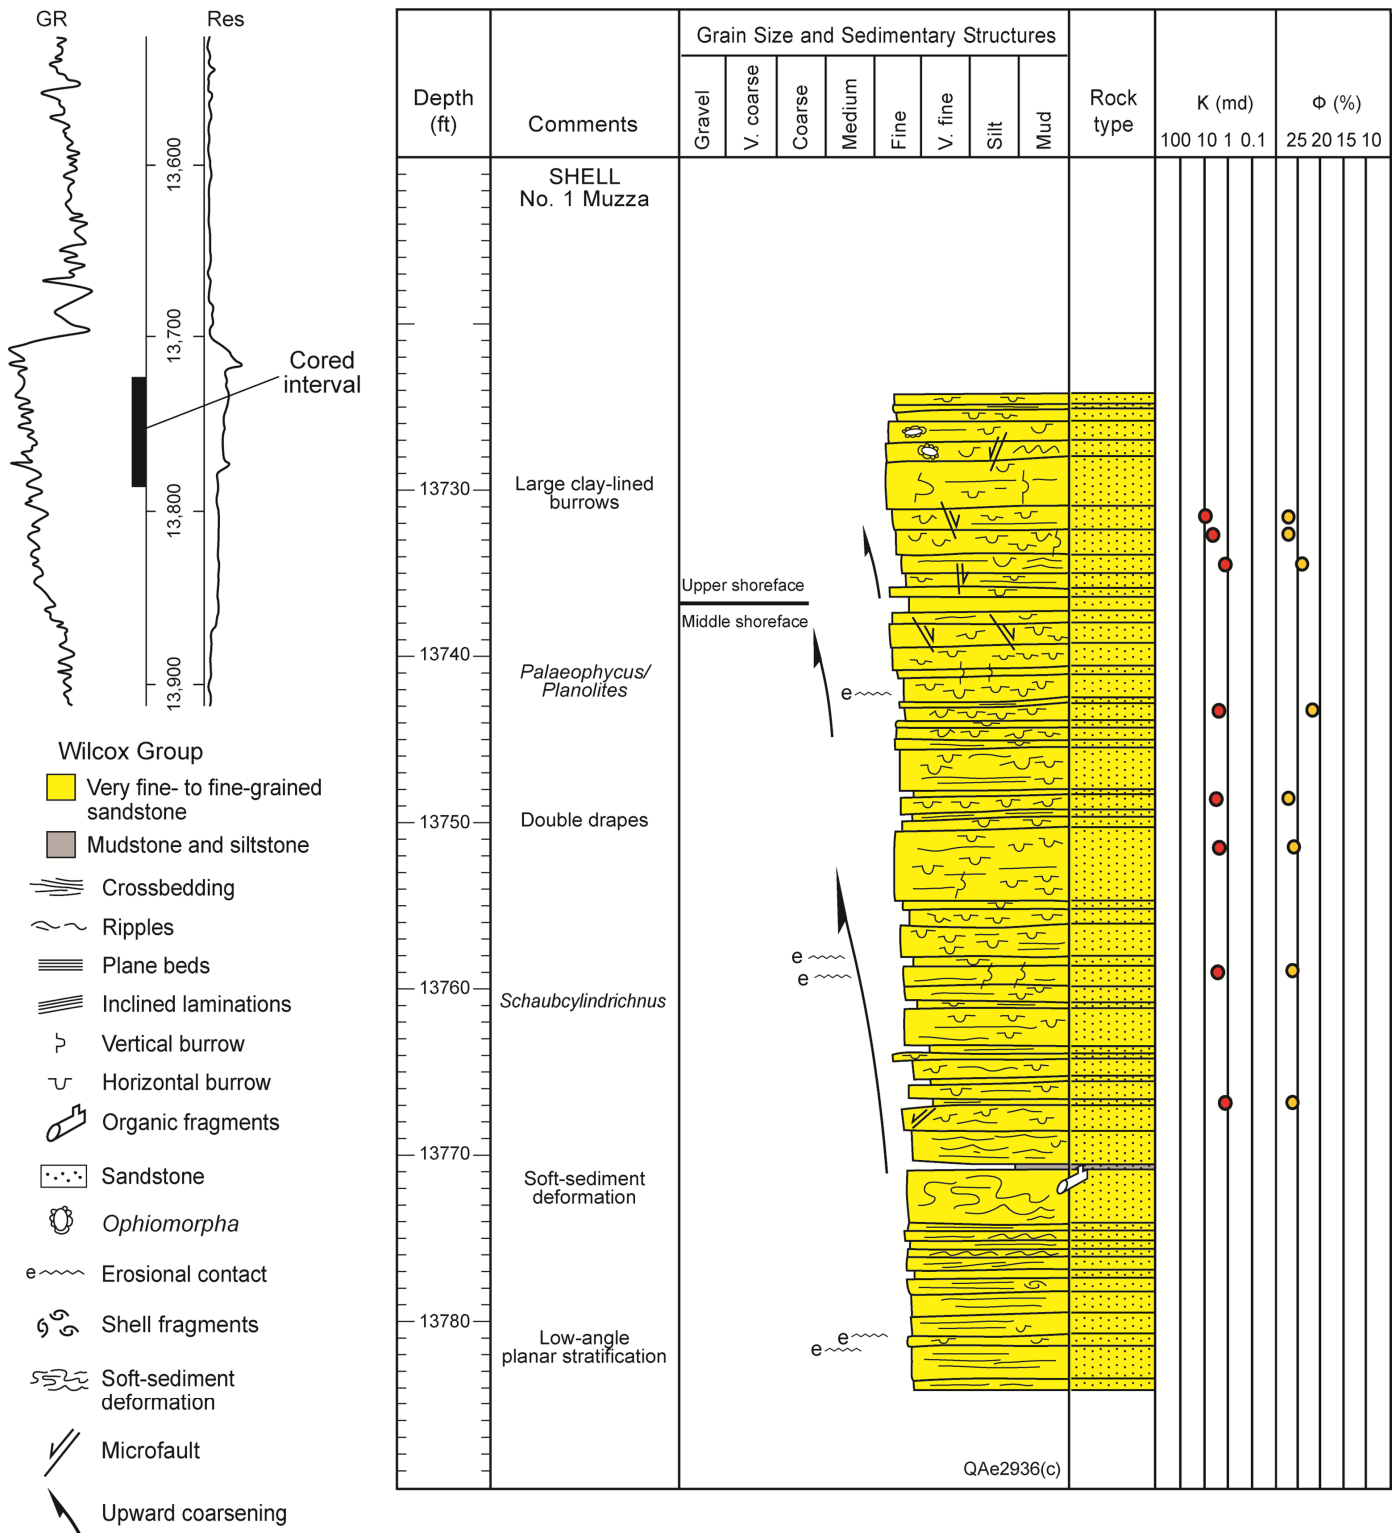 GR
Res
13,600
13,700
13,800
13,900
Cored
interval
Wilcox Group
Very fine- to fine-grained
sandstone
Mudstone and siltstone
Crossbedding
Ripples
Plane beds
Inclined laminations
Vertical burrow
Horizontal burrow
Organic fragments
Sandstone
Ophiomorpha
e
Erosional contact
Shell fragments
Soft-sediment
deformation
Microfault
Upward coarsening
Depth
(ft)
Comments
Grain Size and Sedimentary Structures
Gravel
V. coarse
Coarse
Medium
Fine
V. fine
Silt
Mud
Rock
type
K (md)
100 10 1 0.1
Φ (%)
25 20 15 10
SHELL
No. 1 Muzza
13730
Large clay-lined
burrows
Upper shoreface
Middle shoreface
13740
Palaeophycus/
Planolites
e
13750
Double drapes
e
e
13760
Schaubcylindrichnus
13770
Soft-sediment
deformation
13780
Low-angle
planar stratification
e
e
QAe2936(c)